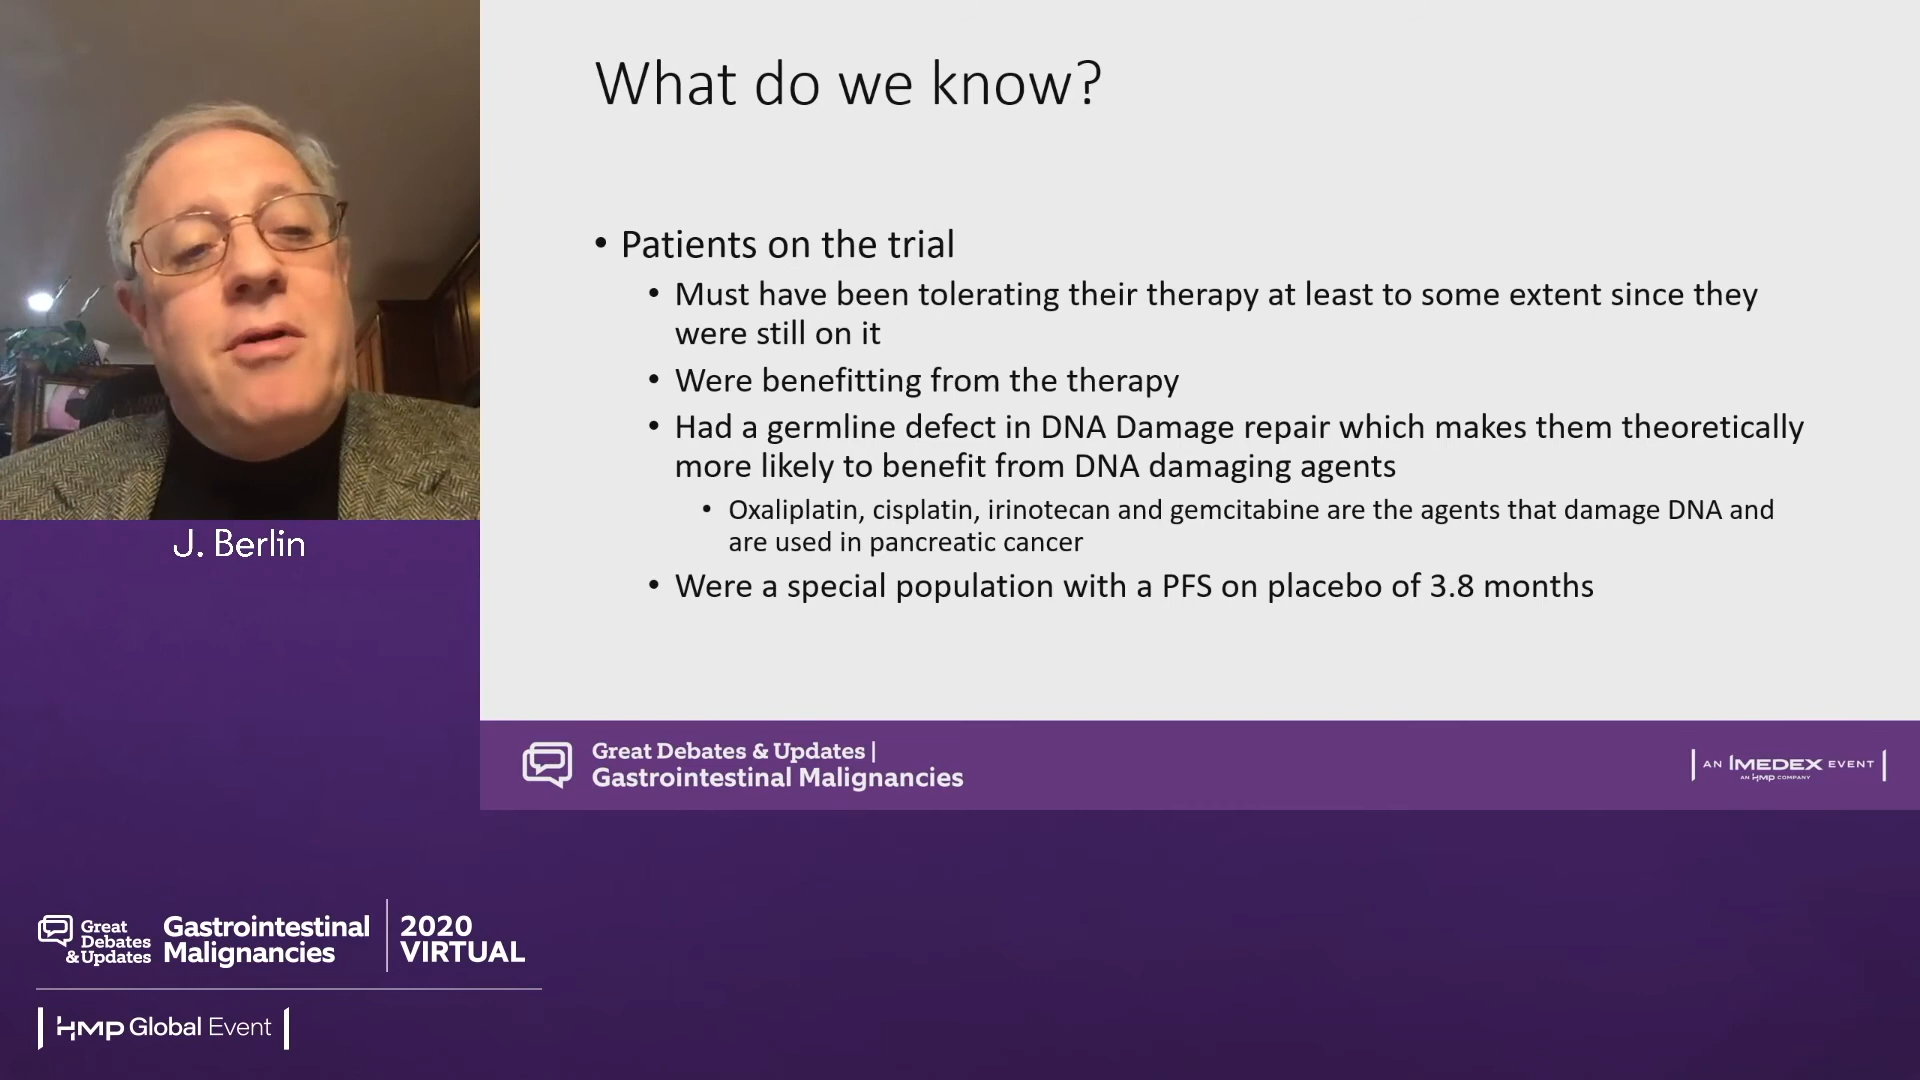 What do we know?
• Patients on the trial
• Must have been tolerating their therapy at least to some extent since they
were still on it
• Were benefitting from the therapy
• Had a germline defect in DNA Damage repair which makes them theoretically
more likely to benefit from DNA damaging agents
• Oxaliplatin, cisplatin, irinotecan and gemcitabine are the agents that damage DNA and
are used in pancreatic cancer
• Were a special population with a PFS on placebo of 3.8 months
J. Berlin
Great Debates & Updates |
Gastrointestinal Malignancies
AN IMEDEX EVENT
AN HMP COMPANY
Great
Debates
& Updates
Gastrointestinal
Malignancies
2020
VIRTUAL
HMP Global Event